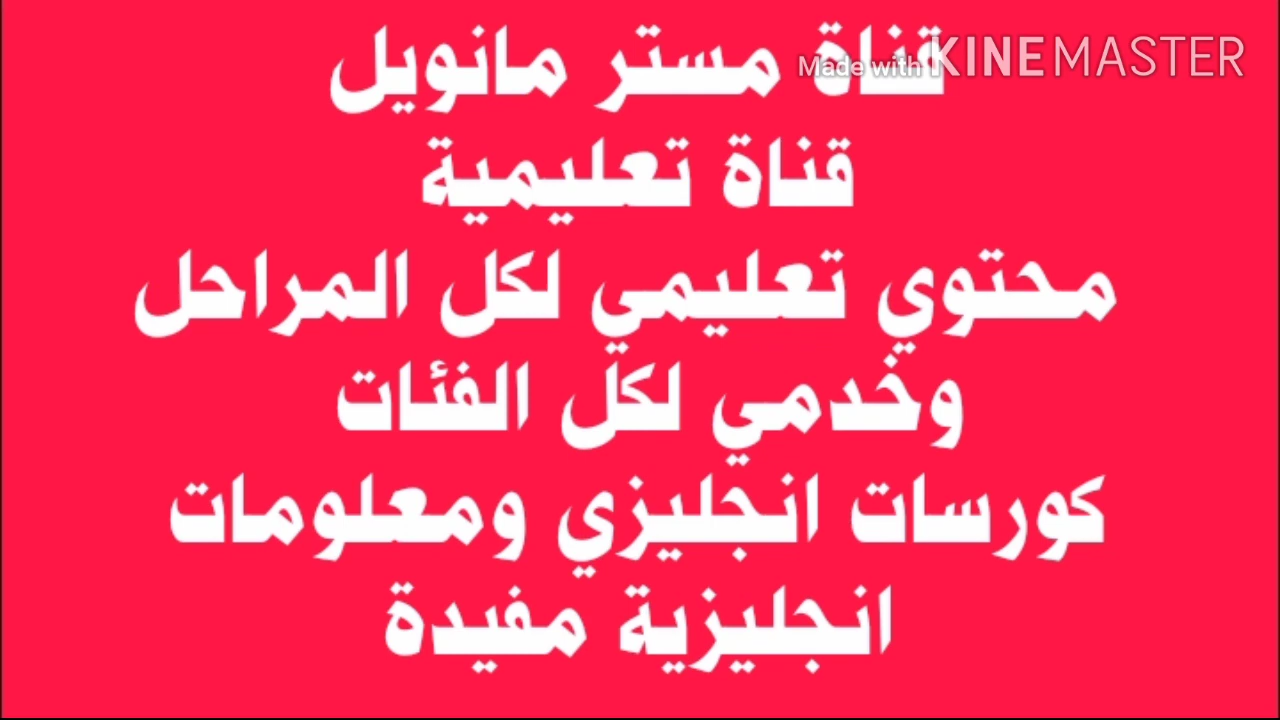 قناة مستر مانويل
Made with KINEMASTER
قناة تعليمية
محتوي تعليمي لكل المراحل
وخدمي لكل الفئات
كورسات انجليزي ومعلومات
انجليزية مفيدة